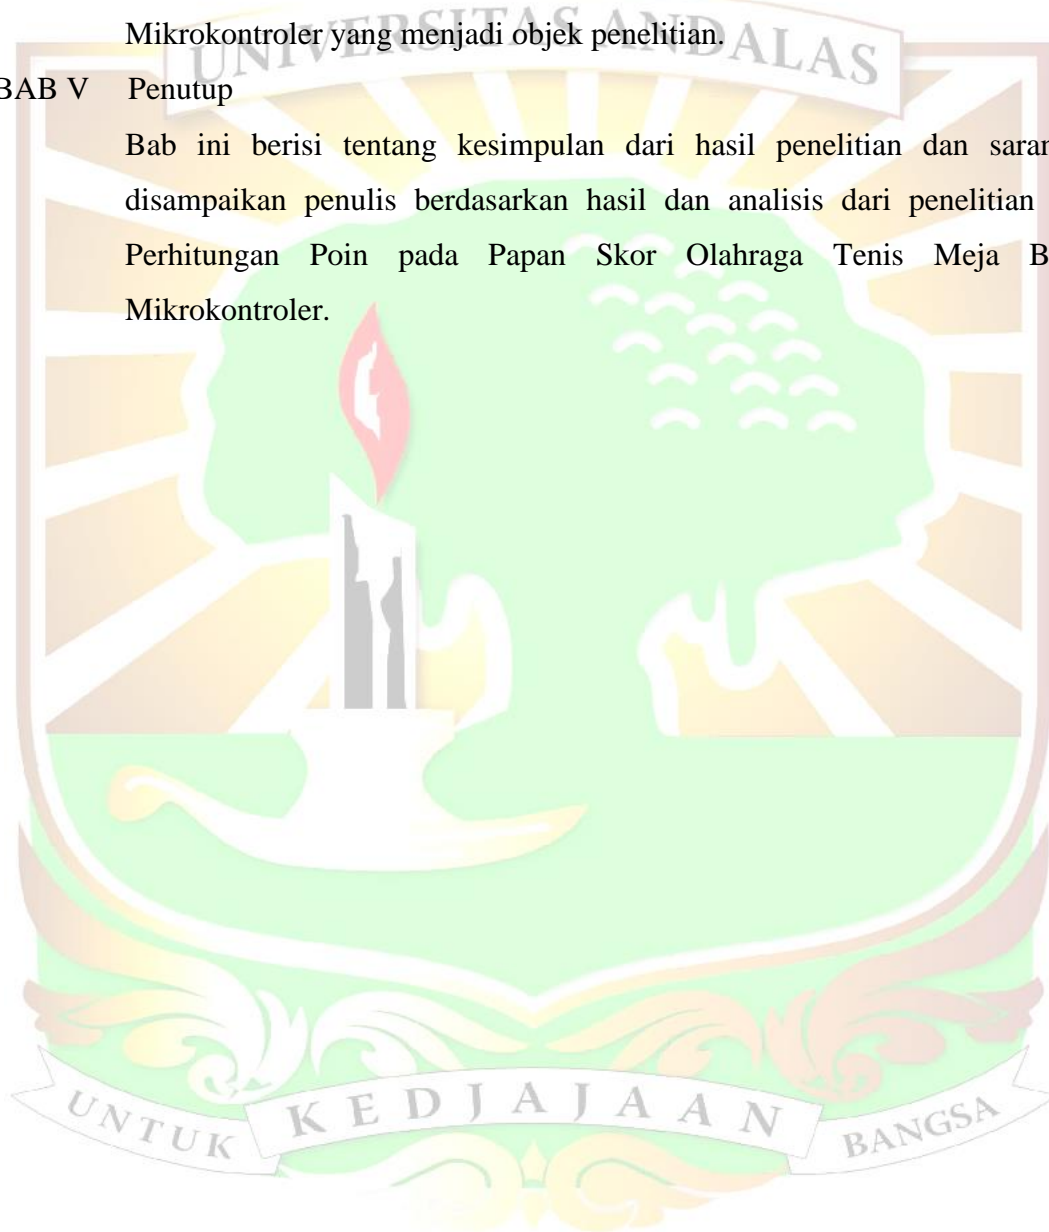 Mikrokontroler yang menjadi objek penelitian.
UNIVERSITAS ANDALAS
BAB V Penutup
Bab ini berisi tentang kesimpulan dari hasil penelitian dan saran
disampaikan penulis berdasarkan hasil dan analisis dari penelitian
Perhitungan Poin pada Papan Skor Olahraga Tenis Meja B
Mikrokontroler.
UNTUK KEDJAJAAN BANGSA